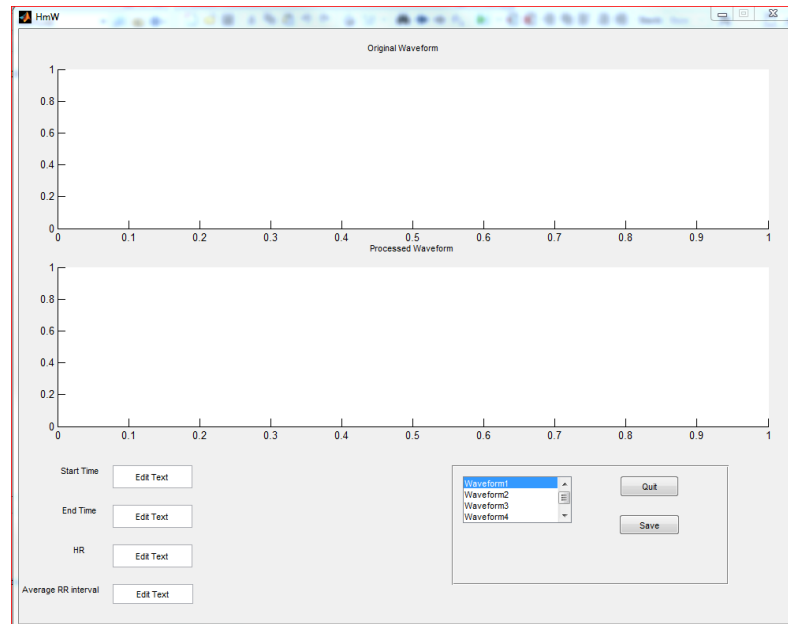 HmW
Original Waveform
1
0.8
0.6
0.4
0.2
0
0 0.1 0.2 0.3 0.4 0.5 0.6 0.7 0.8 0.9 1
Processed Waveform
1
0.8
0.6
0.4
0.2
0
0 0.1 0.2 0.3 0.4 0.5 0.6 0.7 0.8 0.9 1
Start Time Edit Text
End Time Edit Text
HR Edit Text
Average RR interval Edit Text
Waveform1
Waveform2
Waveform3
Waveform4
Quit
Save